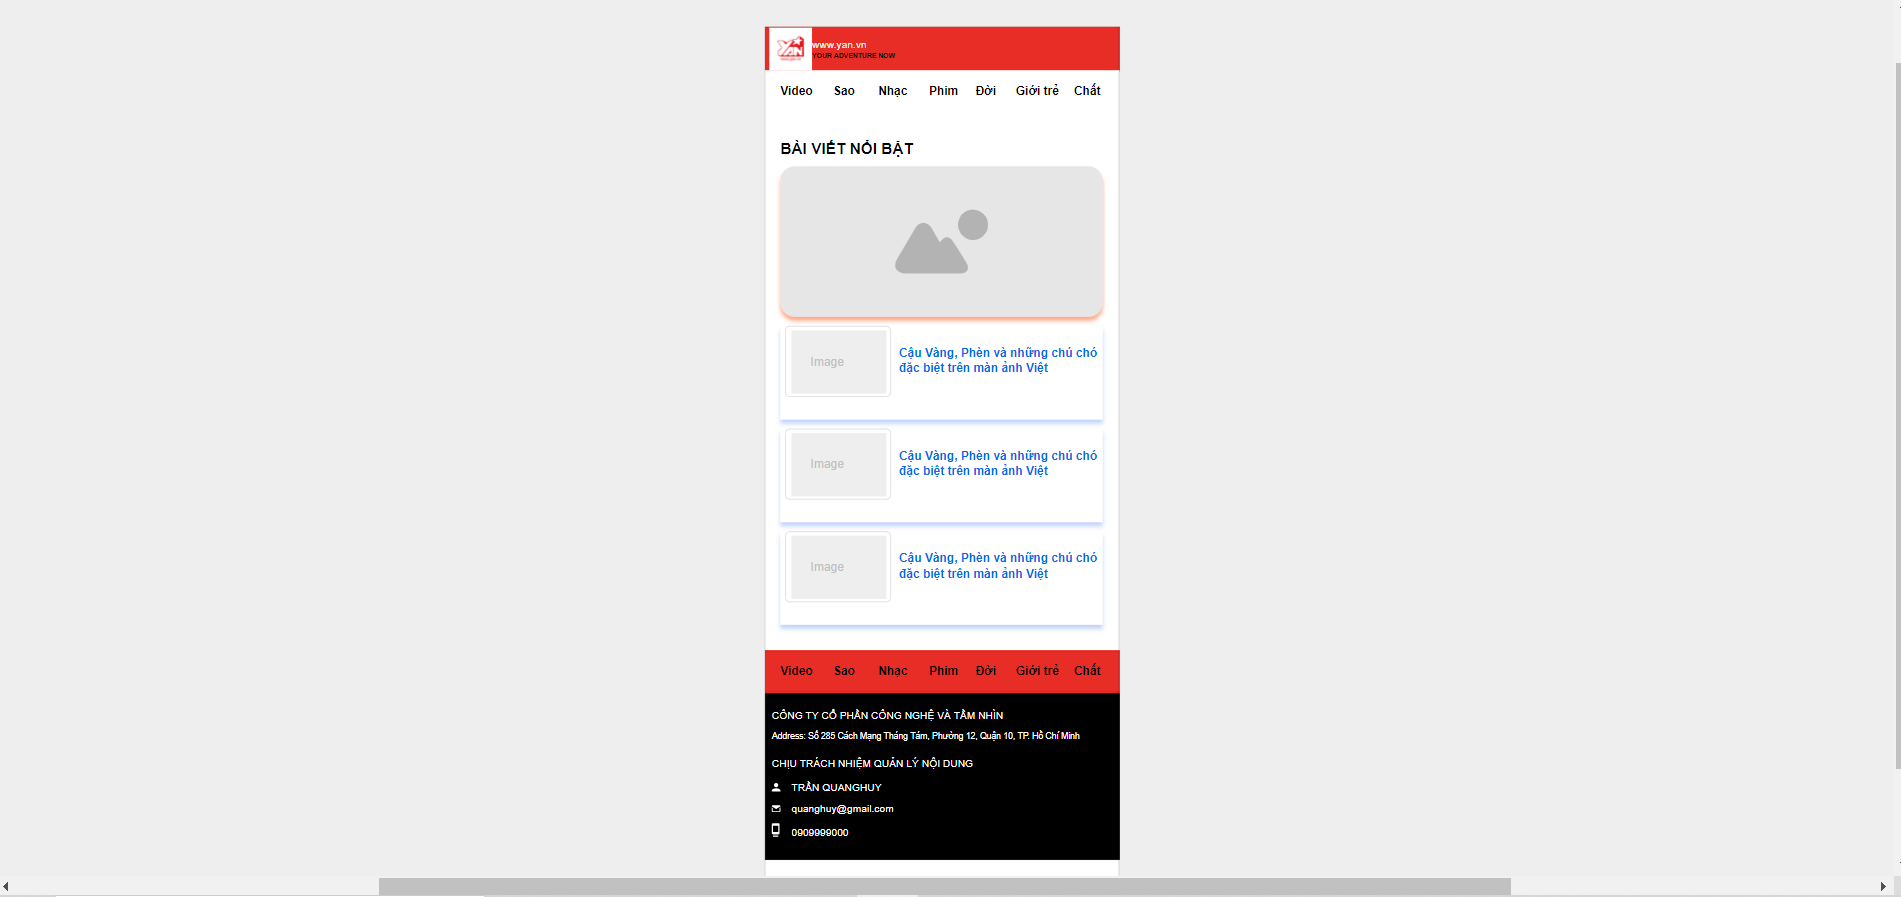 YAN
www.yan.vn
YOUR ADVENTURE NOW
Video Sao Nhạc Phim Đời Giới trẻ Chất
BÀI VIẾT NỔI BẬT
Image
Cậu Vàng, Phèn và những chú chó
đặc biệt trên màn ảnh Việt
Image
Cậu Vàng, Phèn và những chú chó
đặc biệt trên màn ảnh Việt
Image
Cậu Vàng, Phèn và những chú chó
đặc biệt trên màn ảnh Việt
Video Sao Nhạc Phim Đời Giới trẻ Chất
CÔNG TY CỔ PHẦN CÔNG NGHỆ VÀ TẦM NHÌN
Address: Số 285 Cách Mạng Tháng Tám, Phường 12, Quận 10, TP. Hồ Chí Minh
CHỊU TRÁCH NHIỆM QUẢN LÝ NỘI DUNG
TRẦN QUANGHUY
quanghuy@gmail.com
0909999000